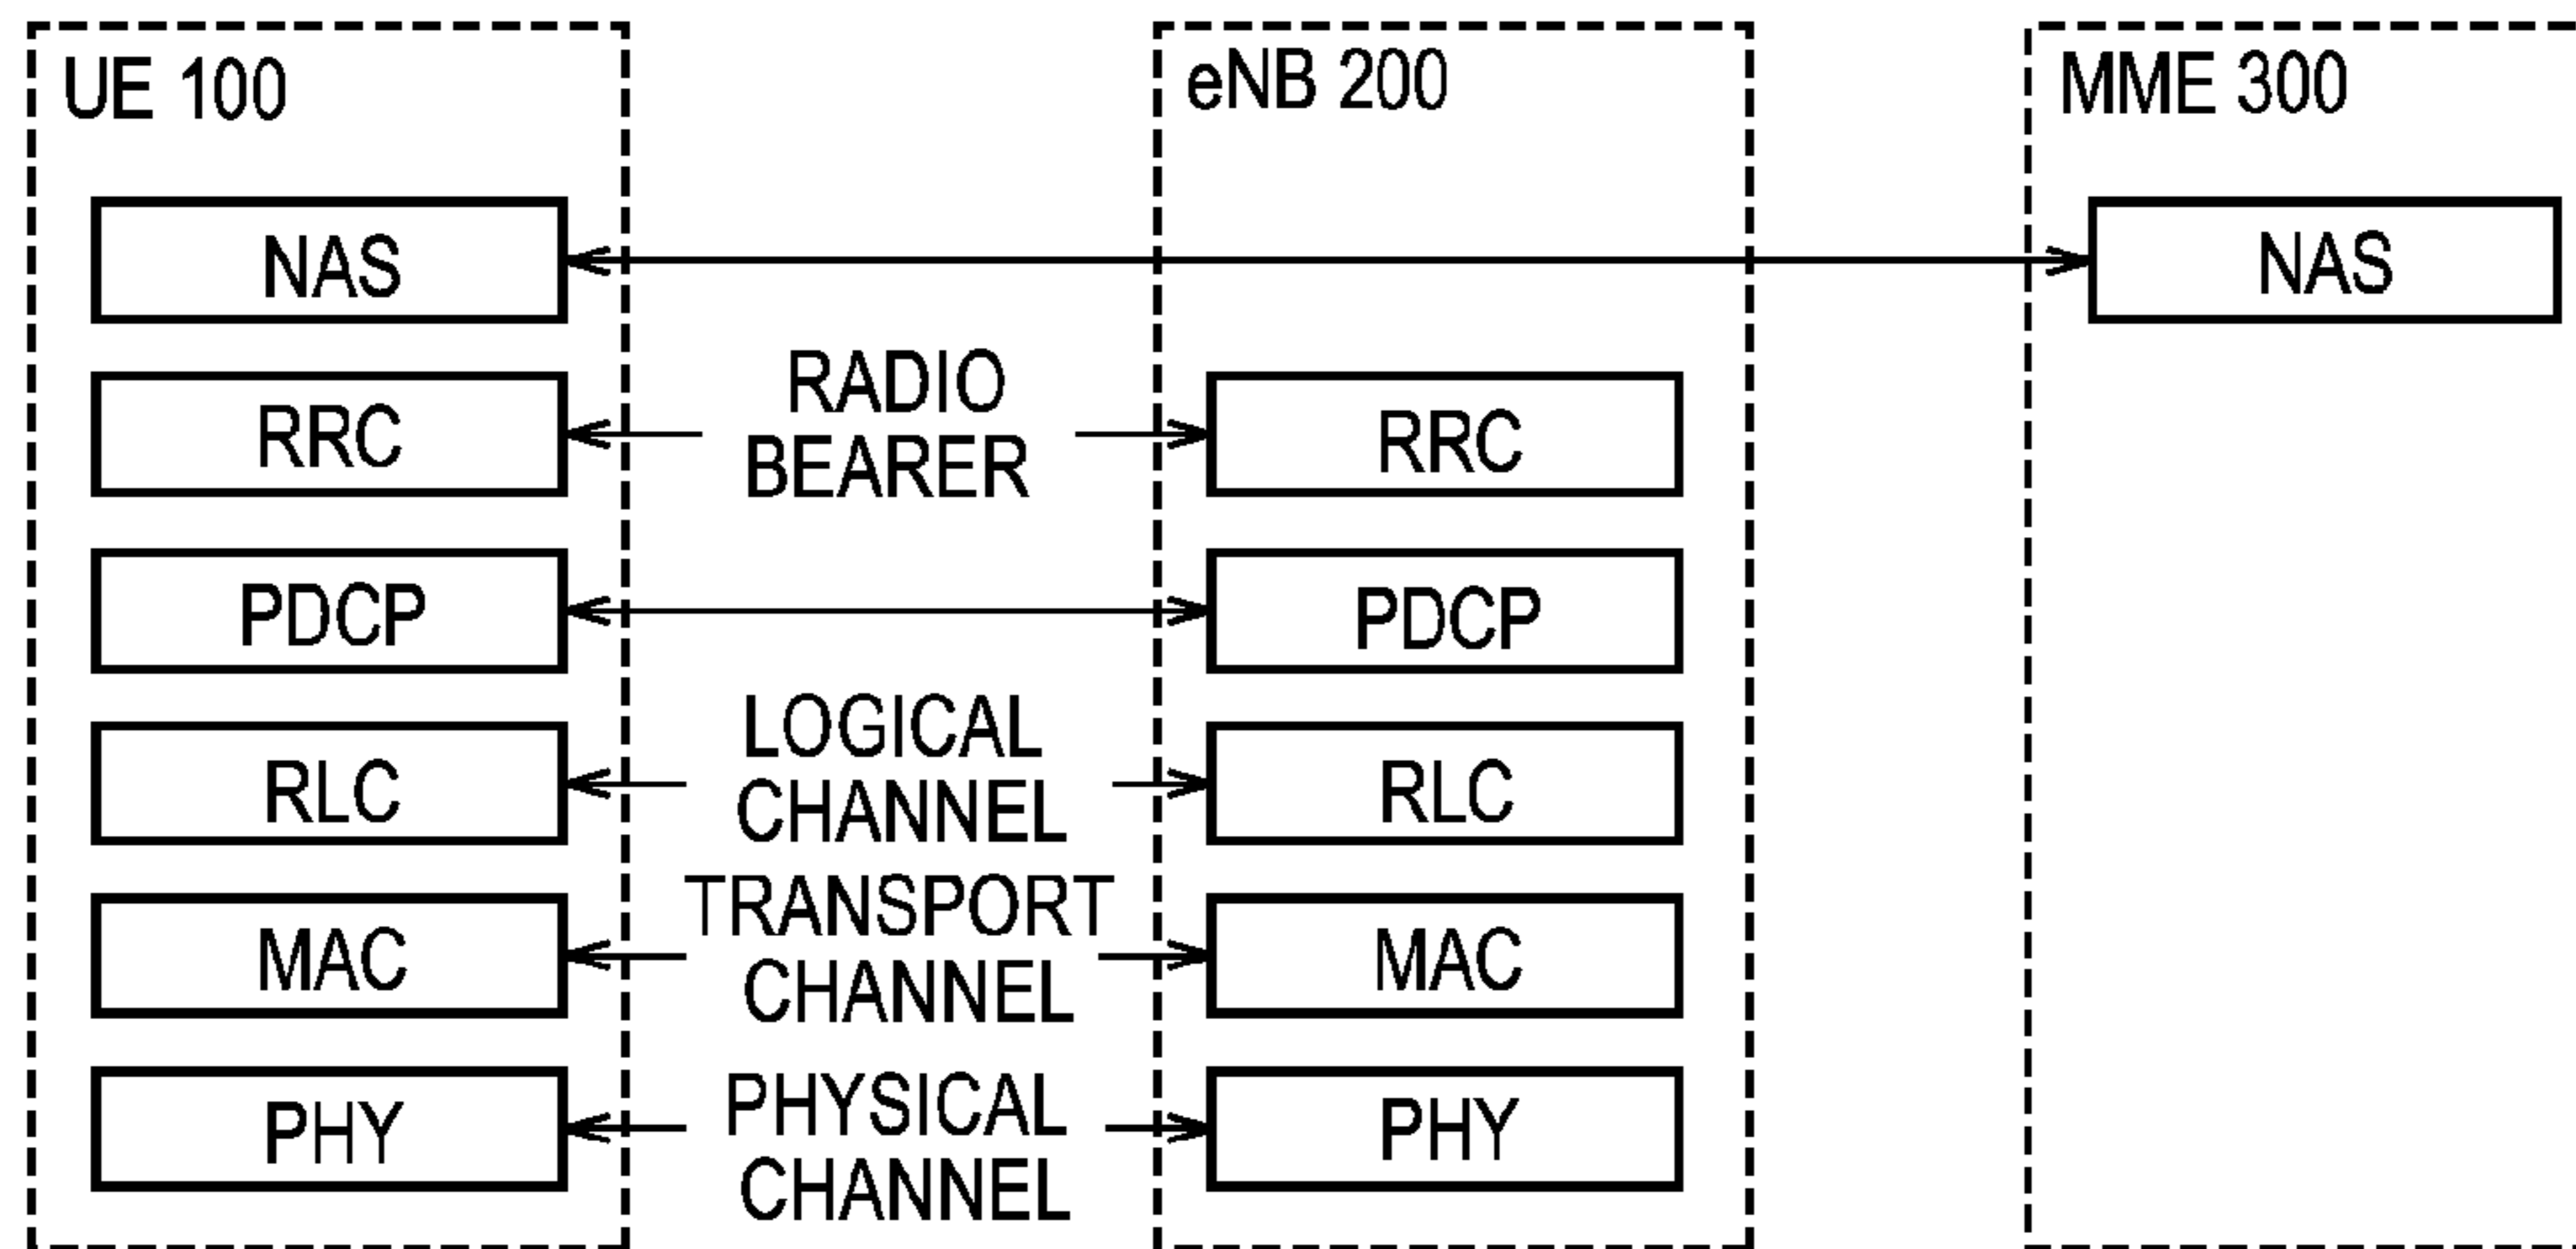 UE 100
eNB 200
MME 300
NAS
NAS
RADIO
BEARER
RRC
RRC
PDCP
PDCP
LOGICAL
CHANNEL
RLC
RLC
TRANSPORT
CHANNEL
MAC
MAC
PHYSICAL
CHANNEL
PHY
PHY